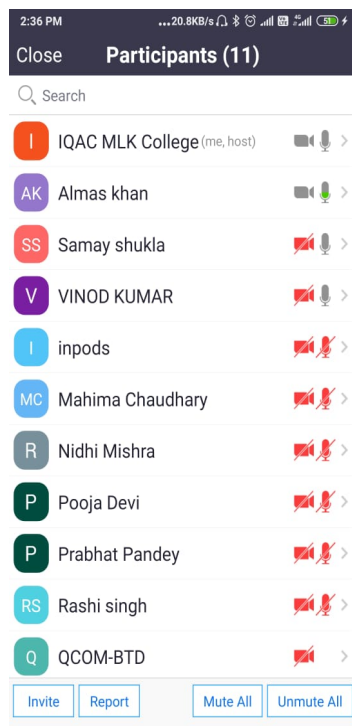 2:36 PM ...20.8KB/s 4G 51
Close Participants (11)
Search
I IQAC MLK College (me, host)
AK Almas khan
SS Samay shukla
V VINOD KUMAR
I inpods
MC Mahima Chaudhary
R Nidhi Mishra
P Pooja Devi
P Prabhat Pandey
RS Rashi singh
Q QCOM-BTD
Invite Report Mute All Unmute All